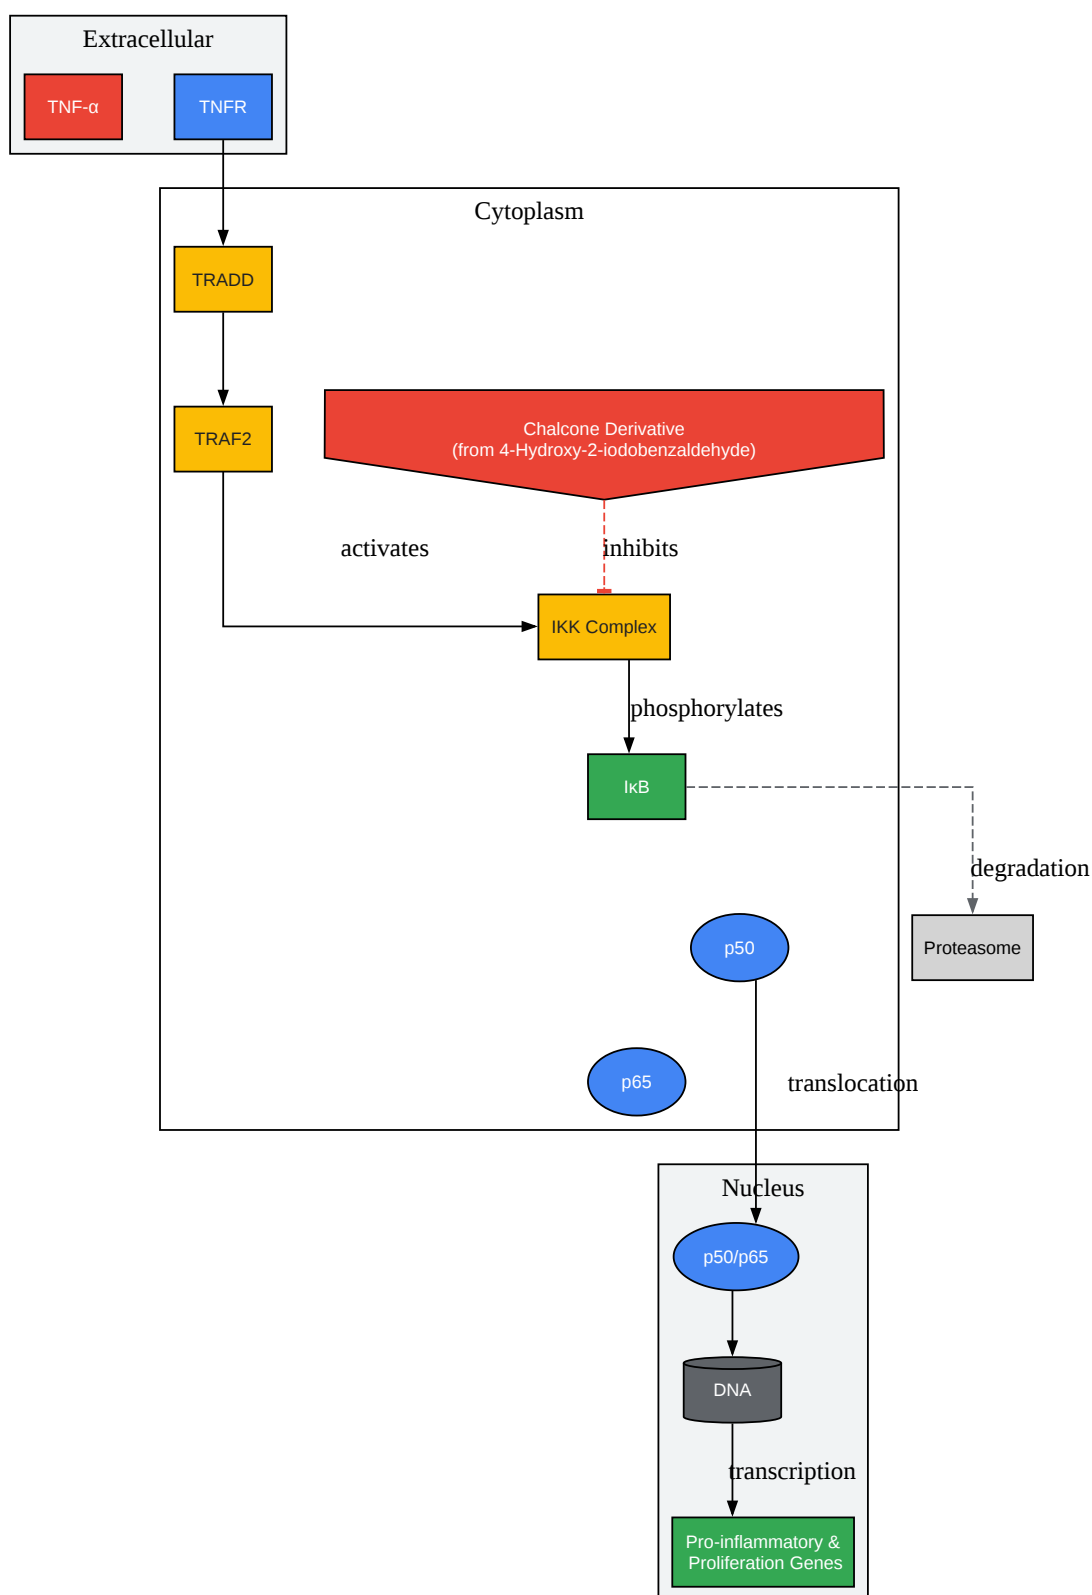 Extracellular
TNF-α
TNFR
Cytoplasm
TRADD
TRAF2
Chalcone Derivative
(from 4-Hydroxy-2-iodobenzaldehyde)
activates
inhibits
IKK Complex
phosphorylates
IκB
degradation
p50
Proteasome
p65
translocation
Nucleus
p50/p65
DNA
transcription
Pro-inflammatory &
Proliferation Genes